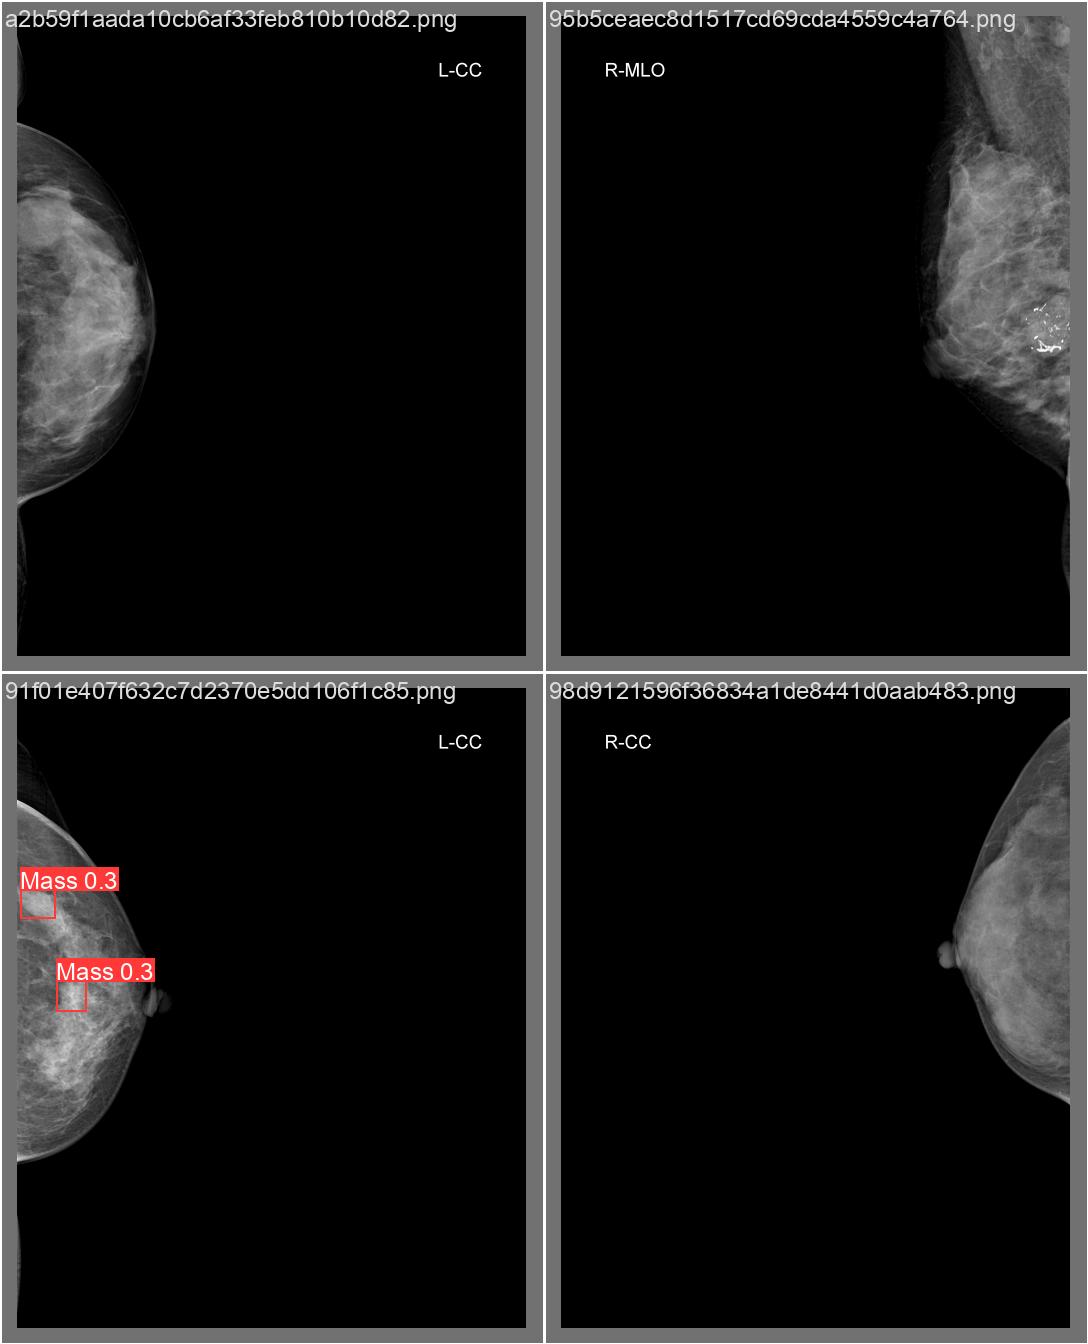 a2b59f1aada10cb6af33feb810b10d82.png
L-CC
95b5ceaec8d1517cd69cda4559c4a764.png
R-MLO
91f01e407f632c7d2370e5dd106f1c85.png
L-CC
Mass 0.3
Mass 0.3
98d9121596f36834a1de8441d0aab483.png
R-CC